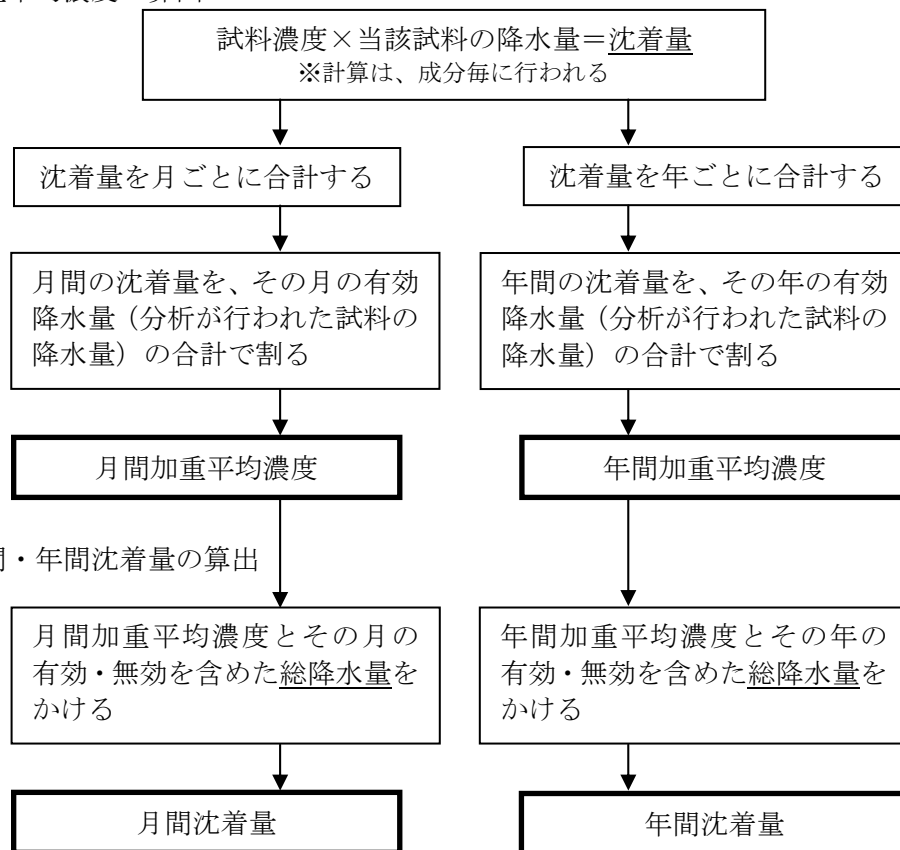 試料濃度×当該試料の降水量＝沈着量
※計算は、成分毎に行われる
沈着量を月ごとに合計する
沈着量を年ごとに合計する
月間の沈着量を、その月の有効
降水量（分析が行われた試料の
降水量）の合計で割る
年間の沈着量を、その年の有効
降水量（分析が行われた試料の
降水量）の合計で割る
月間加重平均濃度
年間加重平均濃度
・年間沈着量の算出
月間加重平均濃度とその月の
有効・無効を含めた総降水量を
かける
年間加重平均濃度とその年の
有効・無効を含めた総降水量を
かける
月間沈着量
年間沈着量